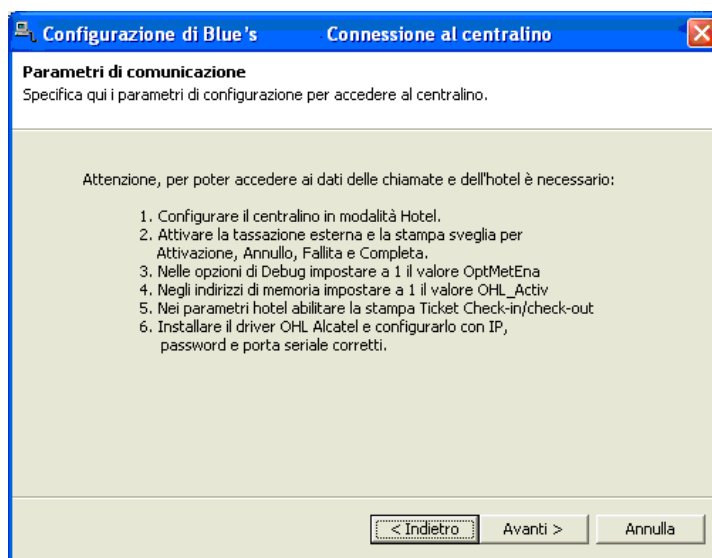 Configurazione di Blue's Connessione al centralino
Parametri di comunicazione
Specifica qui i parametri di configurazione per accedere al centralino.
Attenzione, per poter accedere ai dati delle chiamate e dell'hotel è necessario:
1. Configurare il centralino in modalità Hotel.
2. Attivare la tassazione esterna e la stampa sveglia per
Attivazione, Annullo, Fallita e Completa.
3. Nelle opzioni di Debug impostare a 1 il valore OptMetEna
4. Negli indirizzi di memoria impostare a 1 il valore OHL_Activ
5. Nei parametri hotel abilitare la stampa Ticket Check-in/check-out
6. Installare il driver OHL Alcatel e configurarlo con IP,
password e porta seriale corretti.
< Indietro Avanti > Annulla